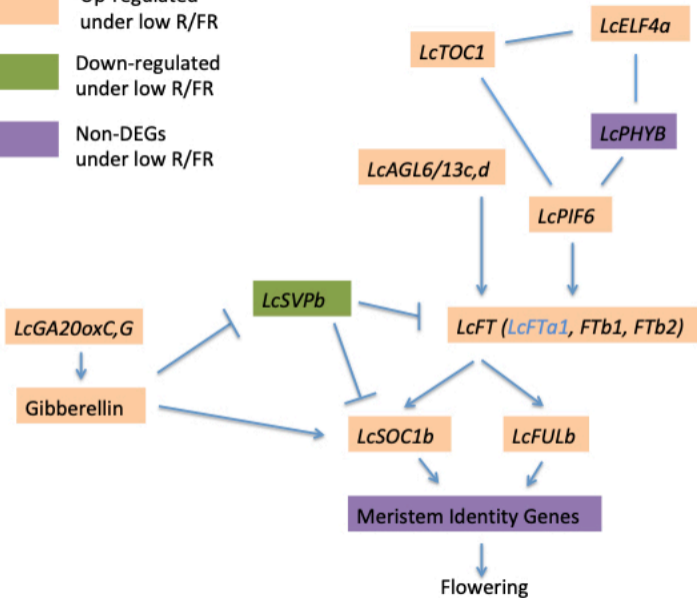 under low R/FR
Down-regulated
under low R/FR
Non-DEGs
under low R/FR
LcELF4a
LcTOC1
LcPHYB
LcAGL6/13c,d
LcPIF6
LcSVPb
LcGA20oxC,G
LcFT (LcFTa1, FTb1, FTb2)
Gibberellin
LcSOC1b
LcFULb
Meristem Identity Genes
Flowering